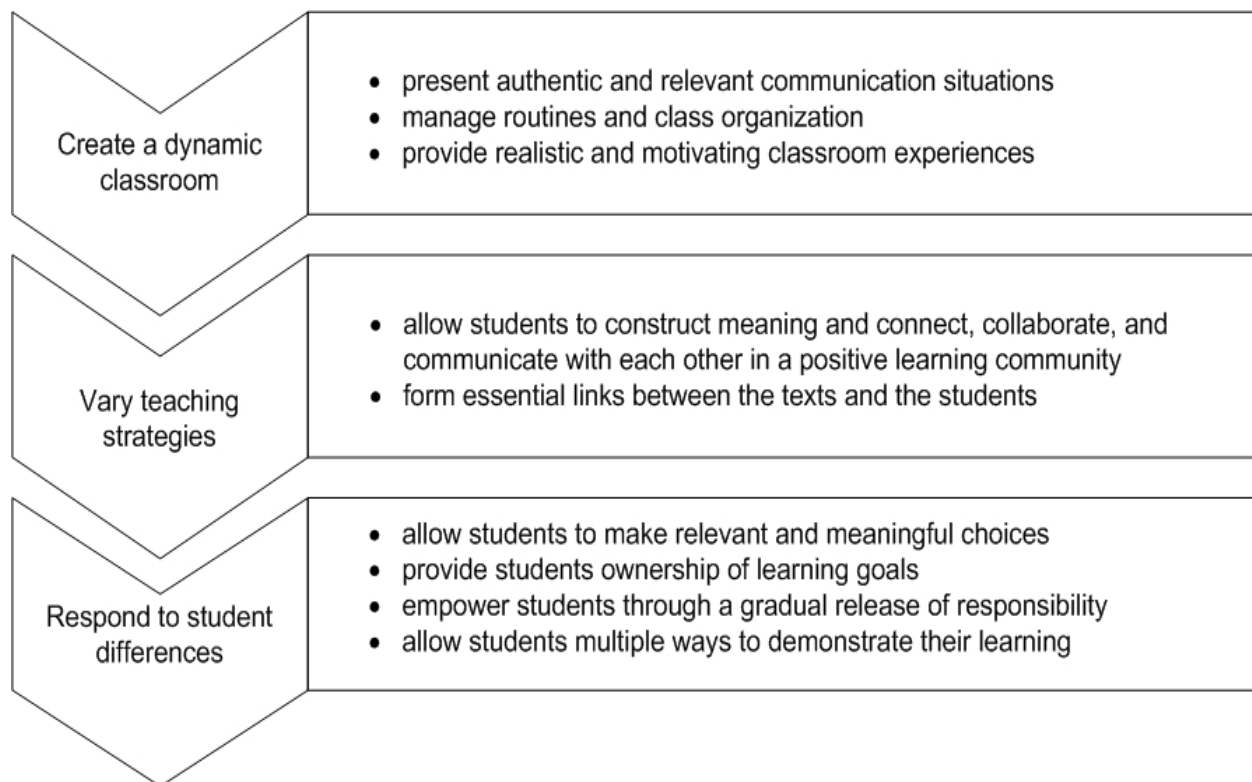 Create a dynamic
classroom
• present authentic and relevant communication situations
• manage routines and class organization
• provide realistic and motivating classroom experiences
Vary teaching
strategies
• allow students to construct meaning and connect, collaborate, and
communicate with each other in a positive learning community
• form essential links between the texts and the students
Respond to student
differences
• allow students to make relevant and meaningful choices
• provide students ownership of learning goals
• empower students through a gradual release of responsibility
• allow students multiple ways to demonstrate their learning